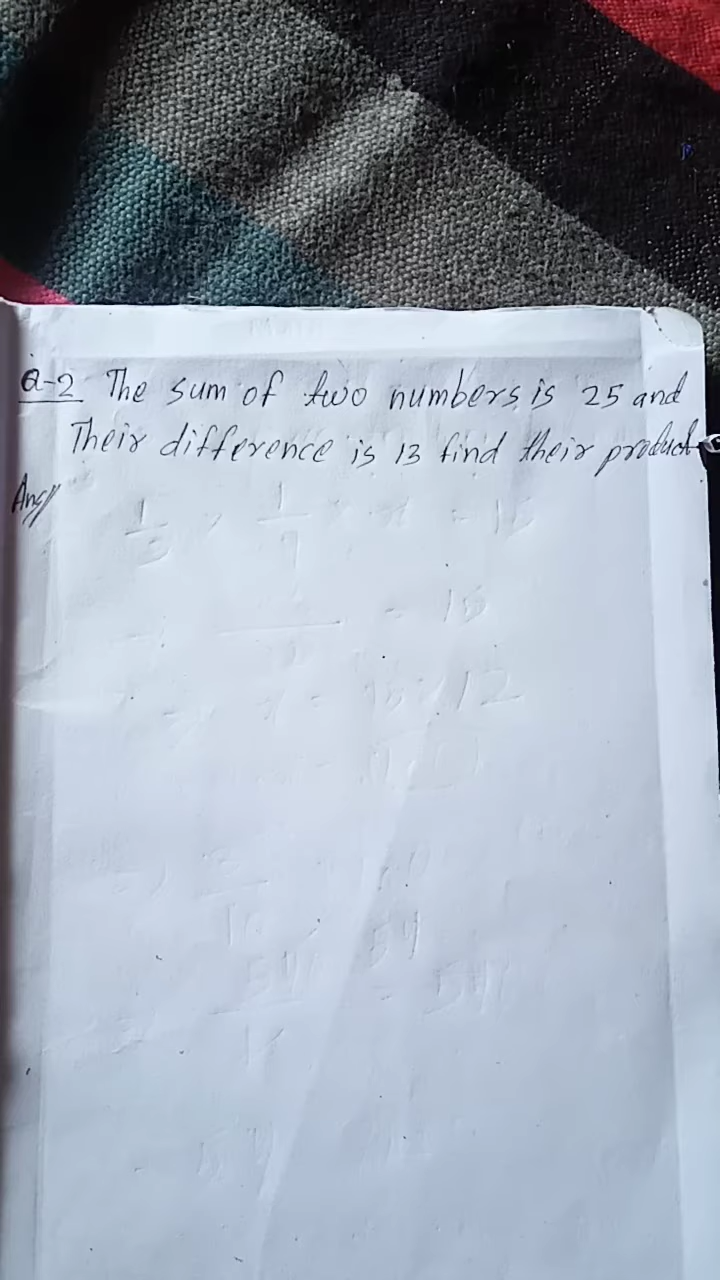 Q-2 The sum of two numbers is 25 and
Their difference is 13 find their product
Ans